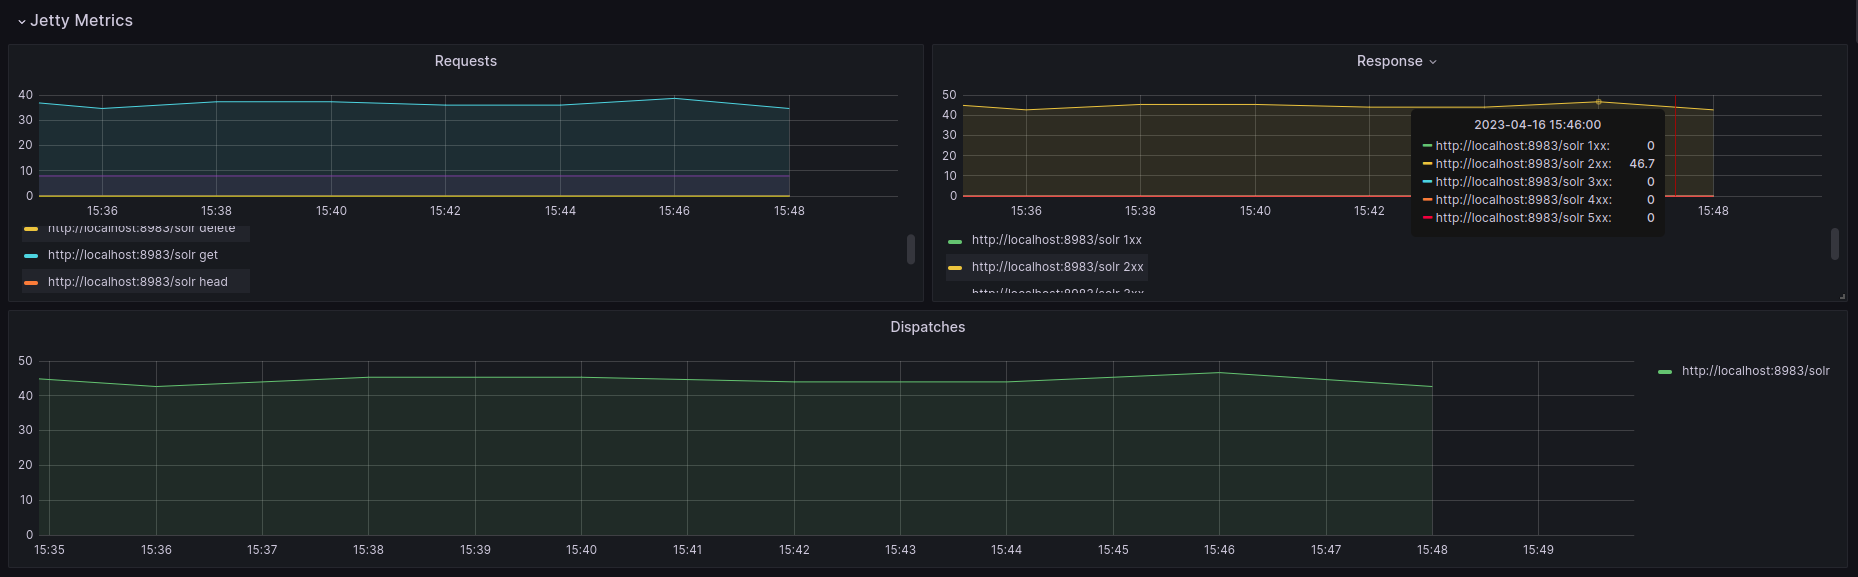 Jetty Metrics
Requests
40
30
20
10
0
15:36 15:38 15:40 15:42 15:44 15:46 15:48
http://localhost:8983/solr delete
http://localhost:8983/solr get
http://localhost:8983/solr head
Response
50
40
30
20
10
0
15:36 15:38 15:40 15:42 15:48
2023-04-16 15:46:00
http://localhost:8983/solr 1xx: 0
http://localhost:8983/solr 2xx: 46.7
http://localhost:8983/solr 3xx: 0
http://localhost:8983/solr 4xx: 0
http://localhost:8983/solr 5xx: 0
http://localhost:8983/solr 1xx
http://localhost:8983/solr 2xx
http://localhost:8983/solr 3xx
Dispatches
50
40
30
20
10
0
15:35 15:36 15:37 15:38 15:39 15:40 15:41 15:42 15:43 15:44 15:45 15:46 15:47 15:48 15:49
http://localhost:8983/solr